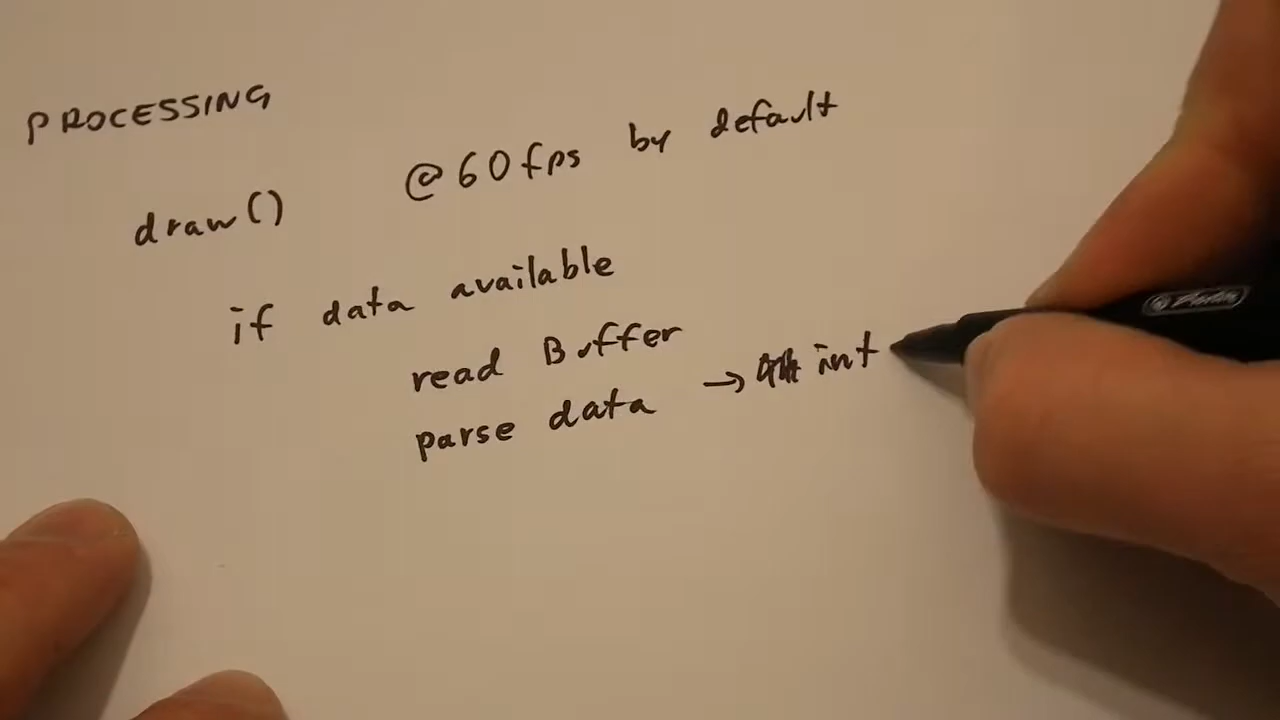 PROCESSING
draw() @60fps by default
if data available
read Buffer
parse data → int